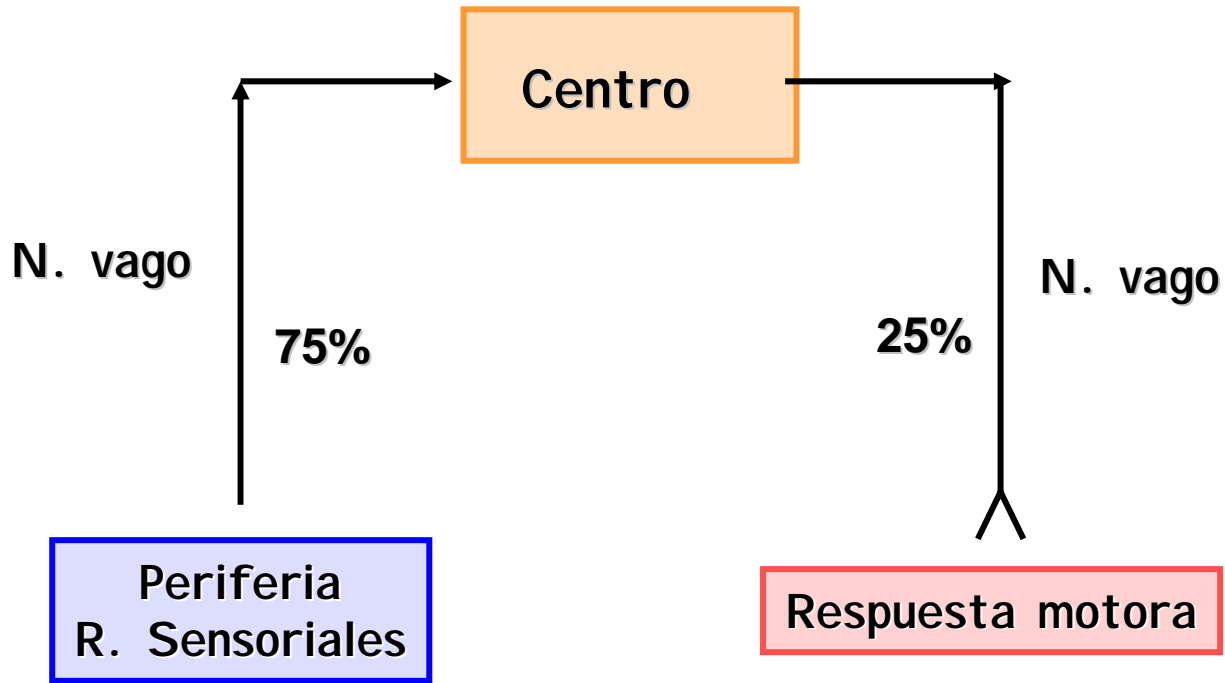 Centro
N. vago
75%
25%
N. vago
Periferia
R. Sensoriales
Respuesta motora